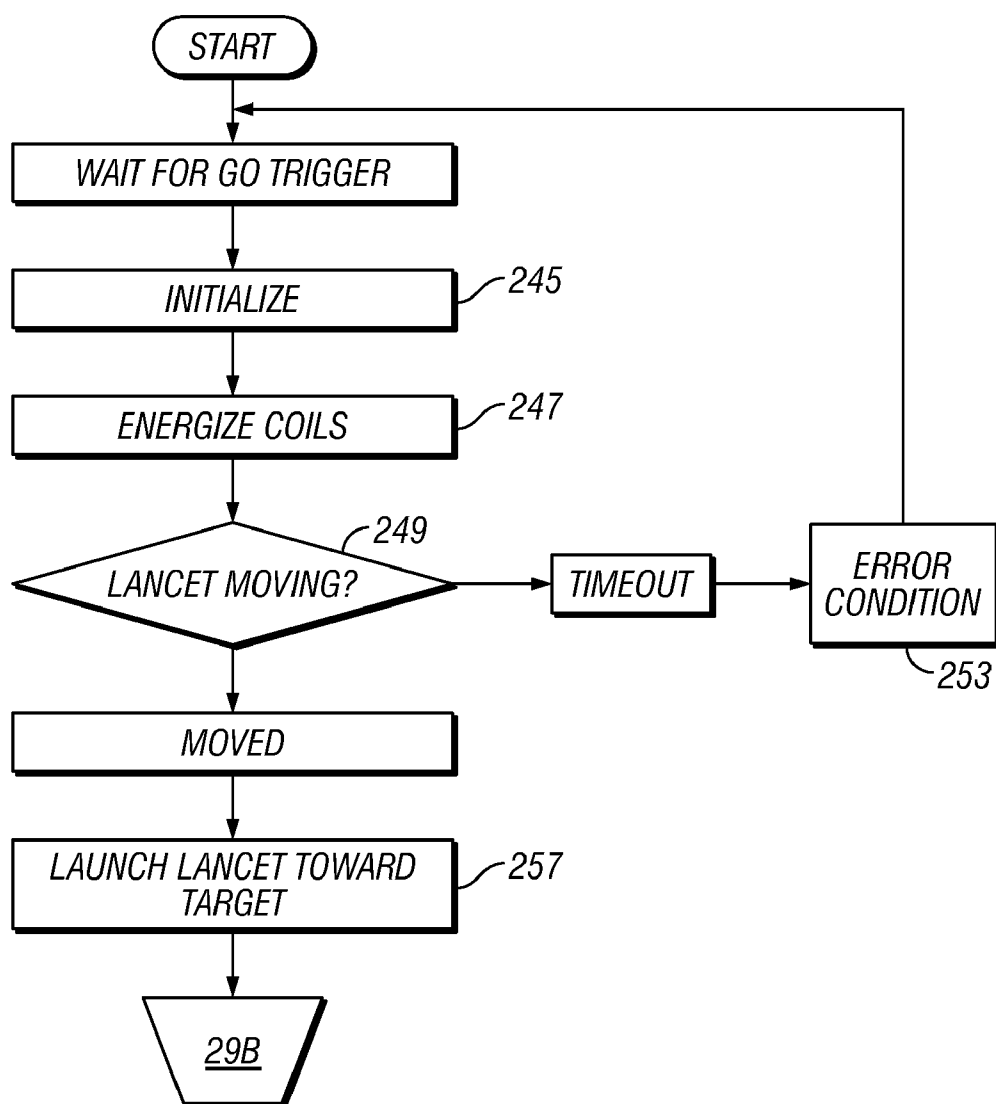 START
WAIT FOR GO TRIGGER
INITIALIZE
245
ENERGIZE COILS
247
249
LANCET MOVING?
TIMEOUT
ERROR
CONDITION
253
MOVED
LAUNCH LANCET TOWARD
TARGET
257
29B